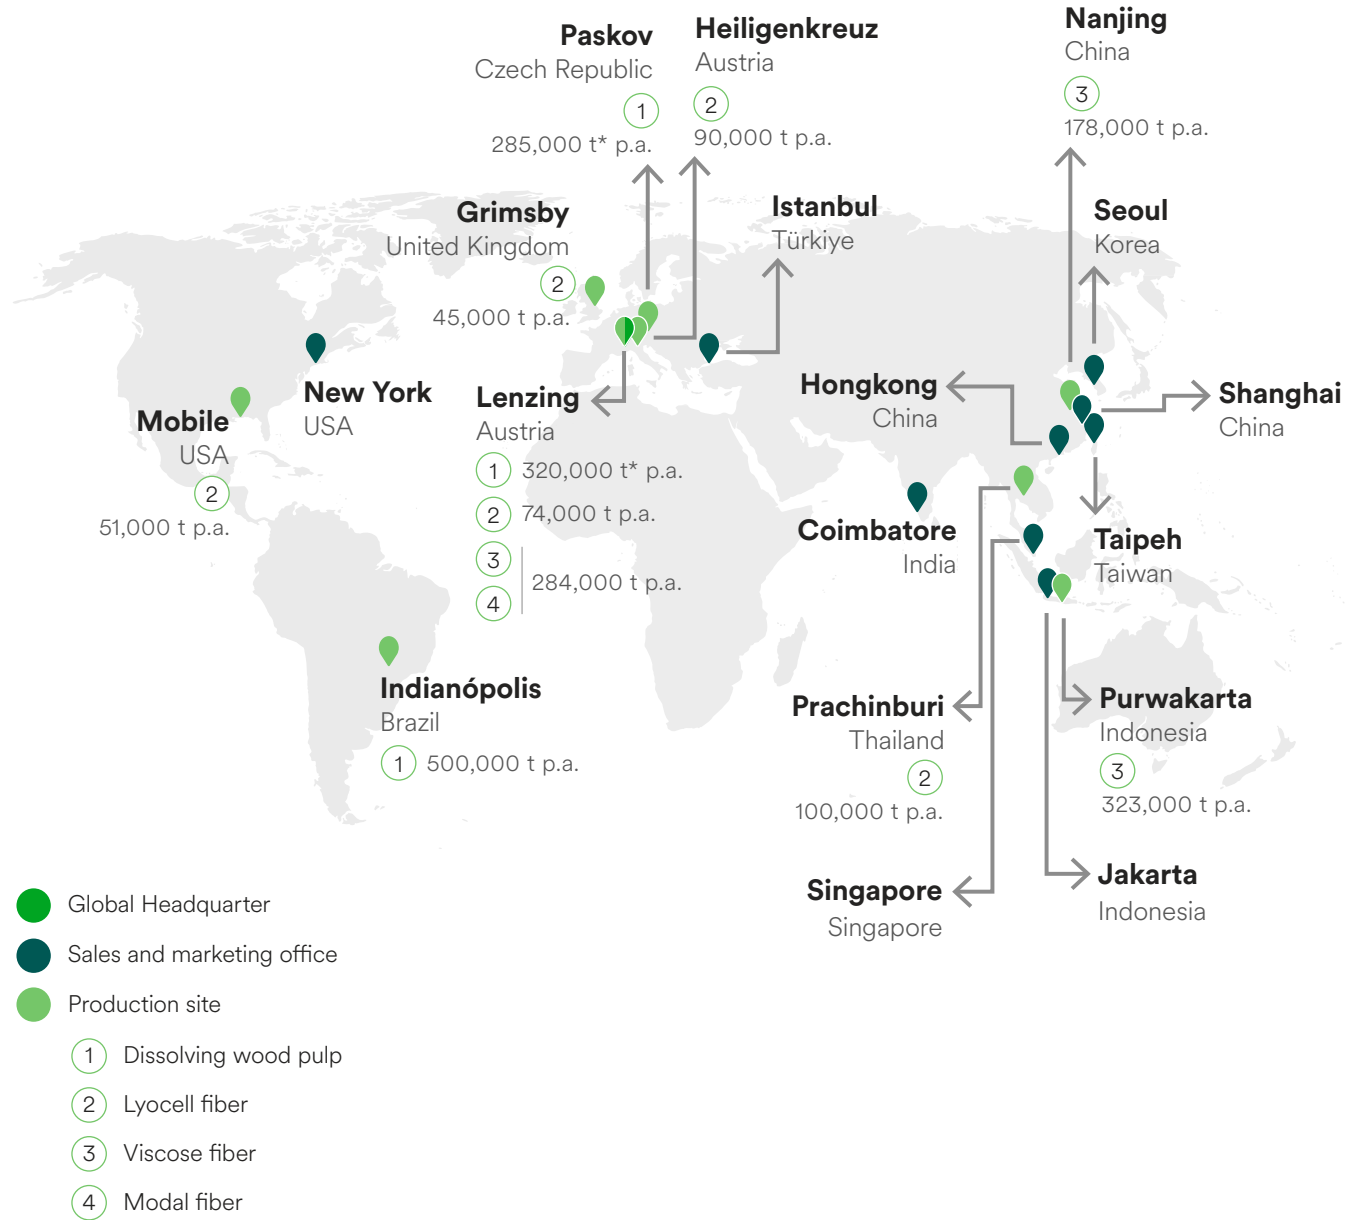 Paskov
Czech Republic
1
285,000 t* p.a.
Heiligenkreuz
Austria
2
90,000 t p.a.
Nanjing
China
3
178,000 t p.a.
Grimsby
United Kingdom
2
45,000 t p.a.
Istanbul
Türkiye
Seoul
Korea
New York
USA
Mobile
USA
2
51,000 t p.a.
Lenzing
Austria
1 320,000 t* p.a.
2 74,000 t p.a.
3
284,000 t p.a.
4
Hongkong
China
Shanghai
China
Coimbatore
India
Taipeh
Taiwan
Indianópolis
Brazil
1 500,000 t p.a.
Prachinburi
Thailand
2
100,000 t p.a.
Purwakarta
Indonesia
3
323,000 t p.a.
Singapore
Singapore
Jakarta
Indonesia
Global Headquarter
Sales and marketing office
Production site
1 Dissolving wood pulp
2 Lyocell fiber
3 Viscose fiber
4 Modal fiber